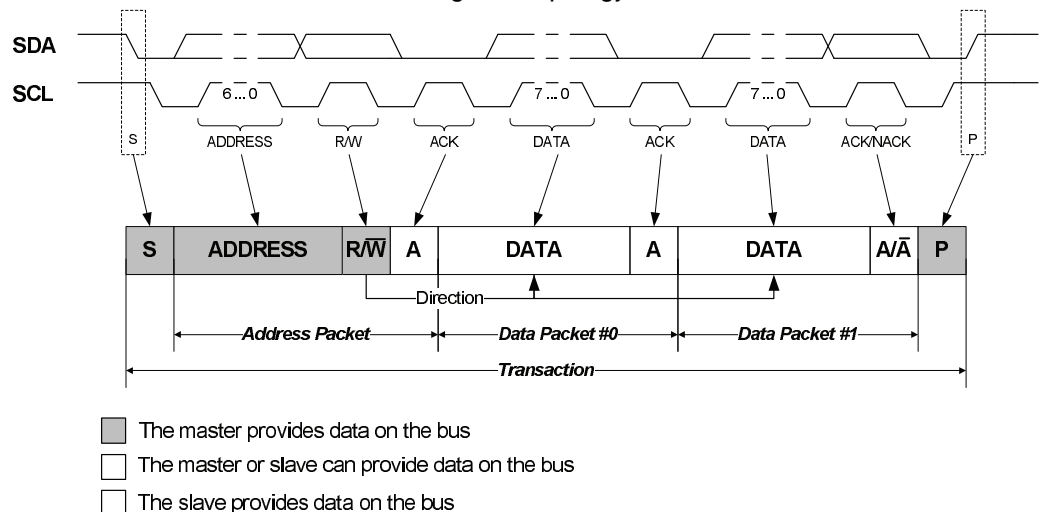 SDA
SCL
6 ... 0
7 ... 0
7 ... 0
S
ADDRESS
R/W
ACK
DATA
ACK
DATA
ACK/NACK
P
S
ADDRESS
R/W̅
A
DATA
A
DATA
A/A̅
P
Direction
Address Packet
Data Packet #0
Data Packet #1
Transaction
The master provides data on the bus
The master or slave can provide data on the bus
The slave provides data on the bus